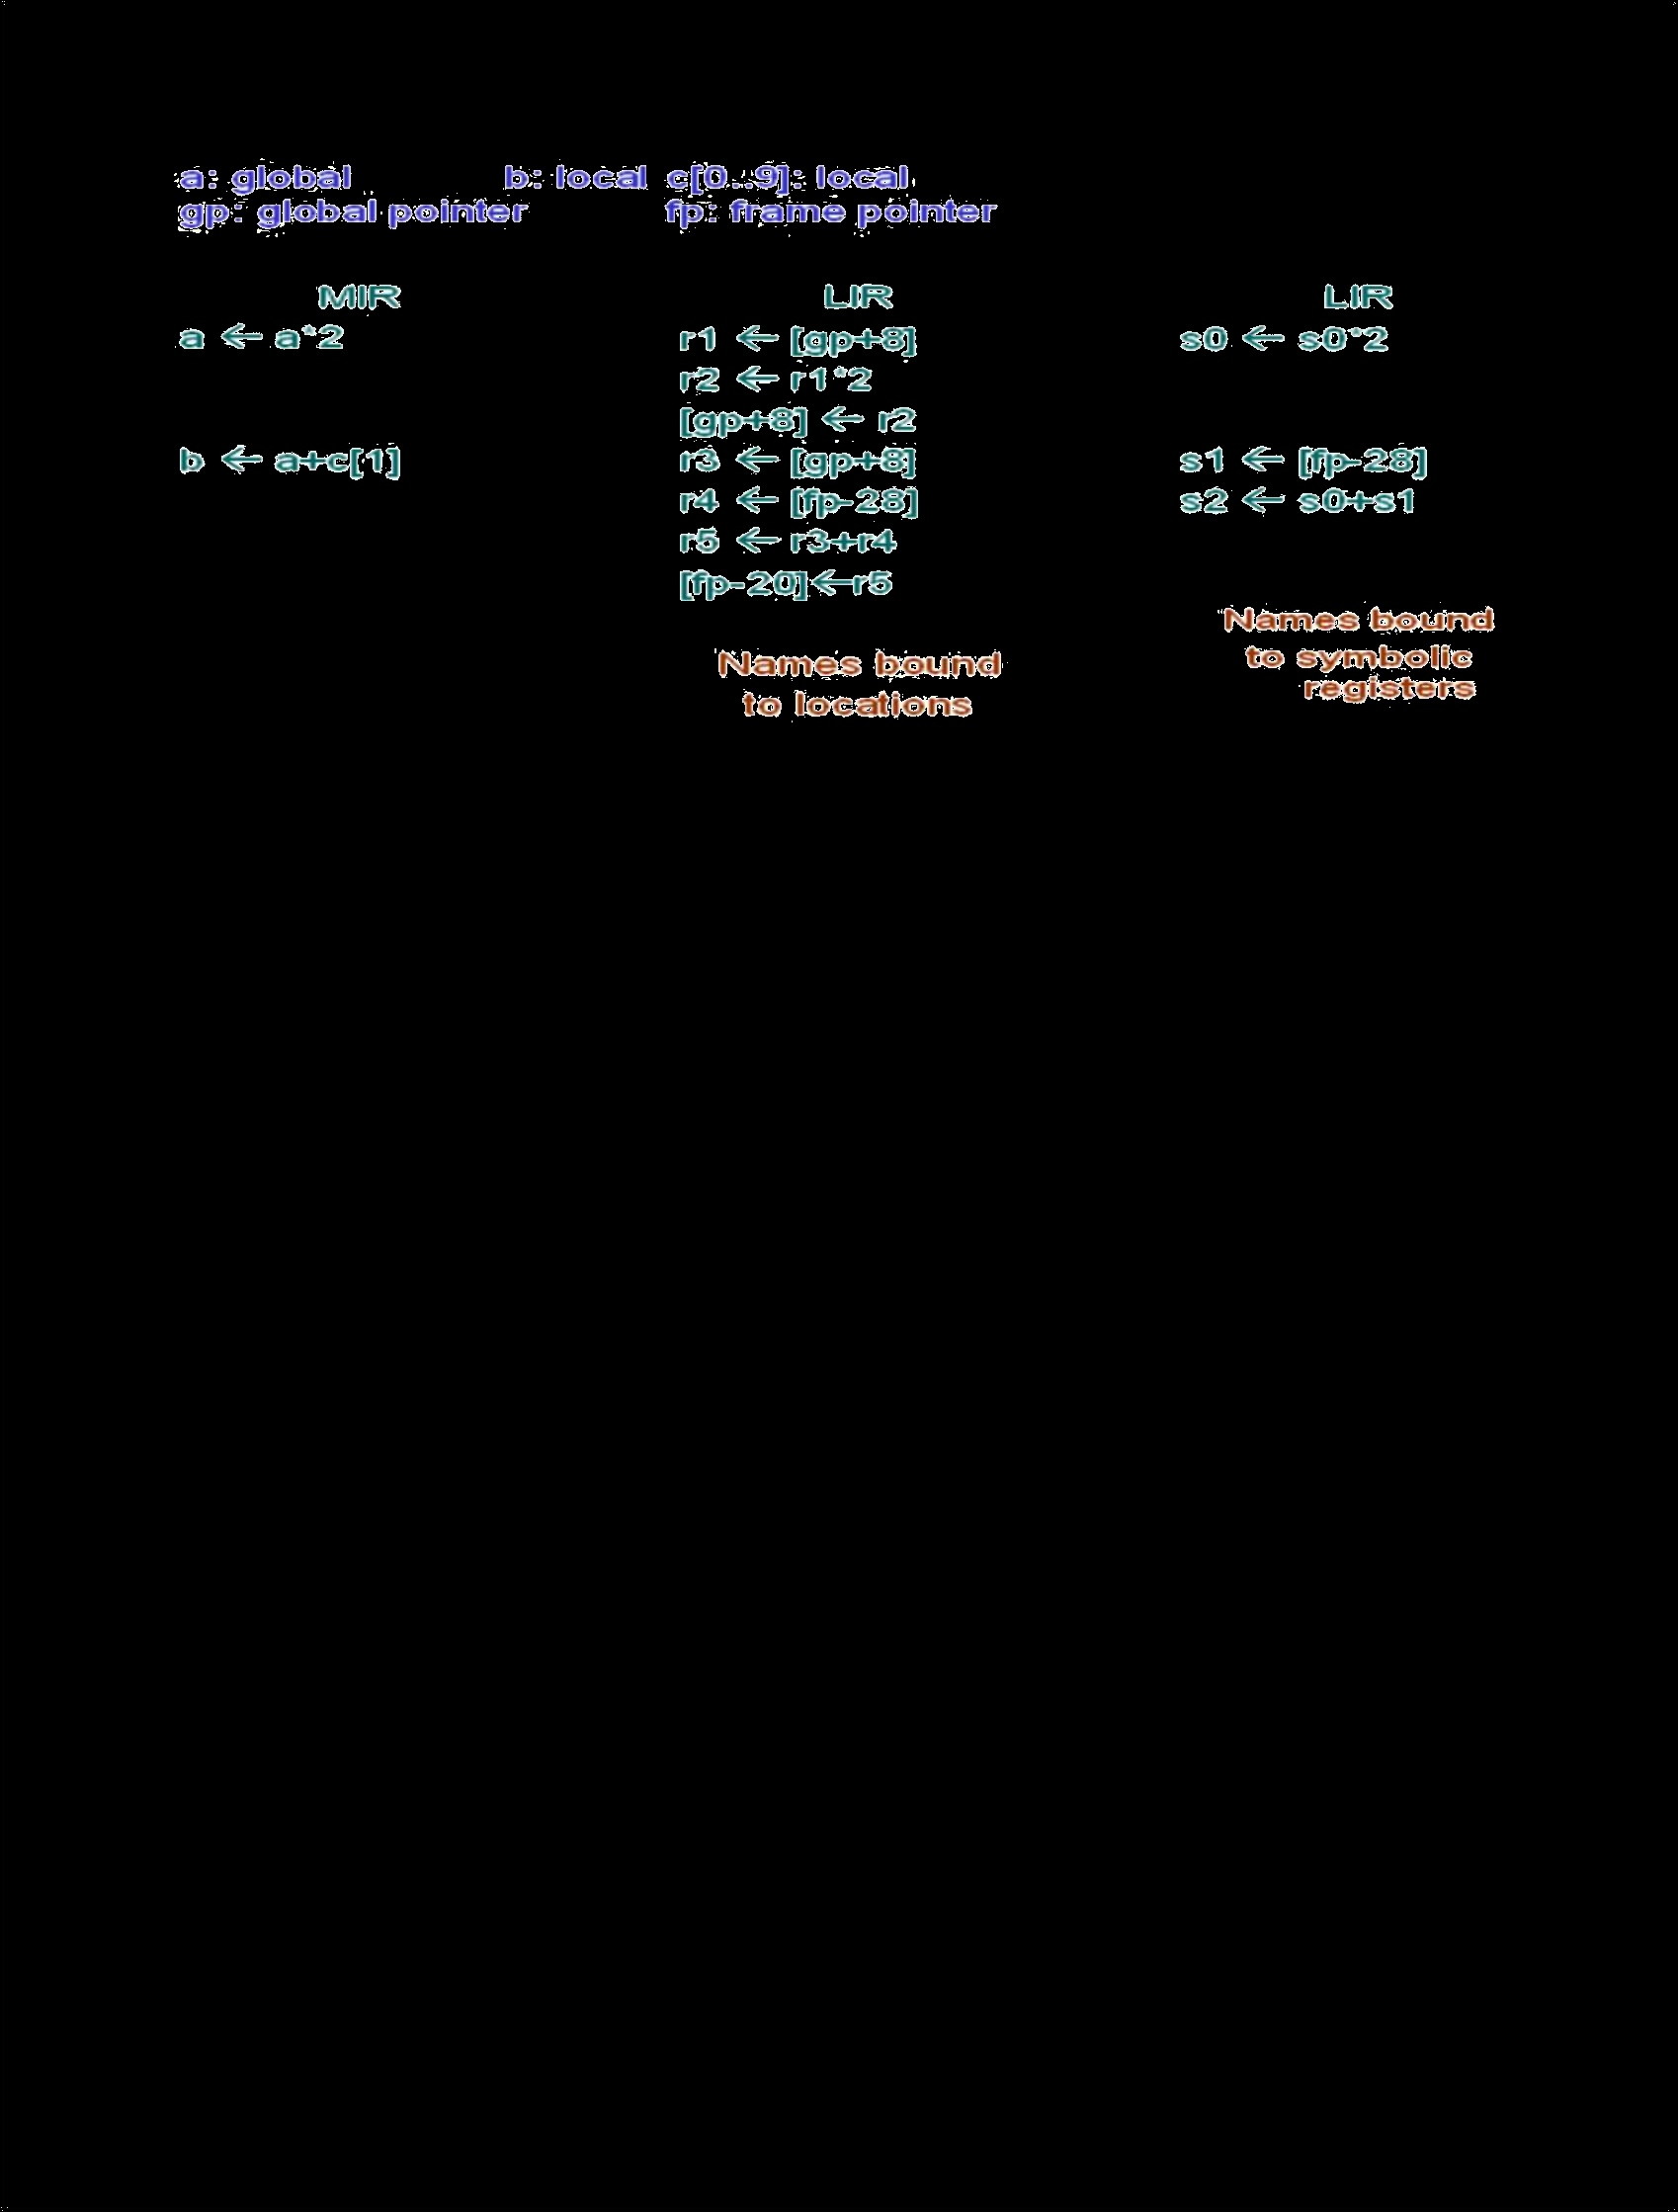 a: global b: local c[0..9]: local
gp: global pointer fp: frame pointer
MIR LIR LIR
a ← a*2 r1 ← [gp+8] s0 ← s0*2
r2 ← r1*2
[gp+8] ← r2
b ← a+c[1] r3 ← [gp+8] s1 ← [fp-28]
r4 ← [fp-28] s2 ← s0+s1
r5 ← r3+r4
[fp-20]←r5
Names bound
to locations
Names bound
to symbolic
registers